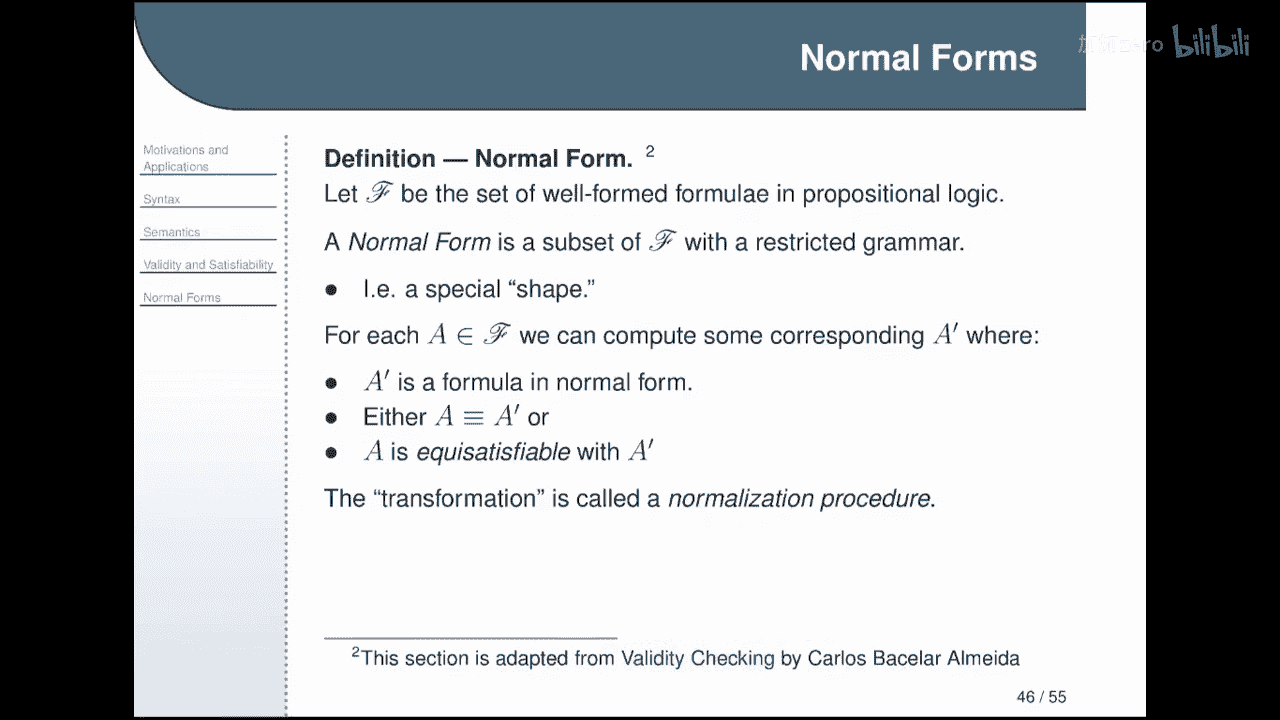 Normal Forms
bilibili
Motivations and
Applications
Syntax
Semantics
Validity and Satisfiability
Normal Forms
Definition — Normal Form. ²
Let ℱ be the set of well-formed formulae in propositional logic.
A Normal Form is a subset of ℱ with a restricted grammar.
● I.e. a special “shape.”
For each A ∈ ℱ we can compute some corresponding A′ where:
● A′ is a formula in normal form.
● Either A ≡ A′ or
● A is equisatisfiable with A′
The “transformation” is called a normalization procedure.
²This section is adapted from Validity Checking by Carlos Bacelar Almeida
46 / 55